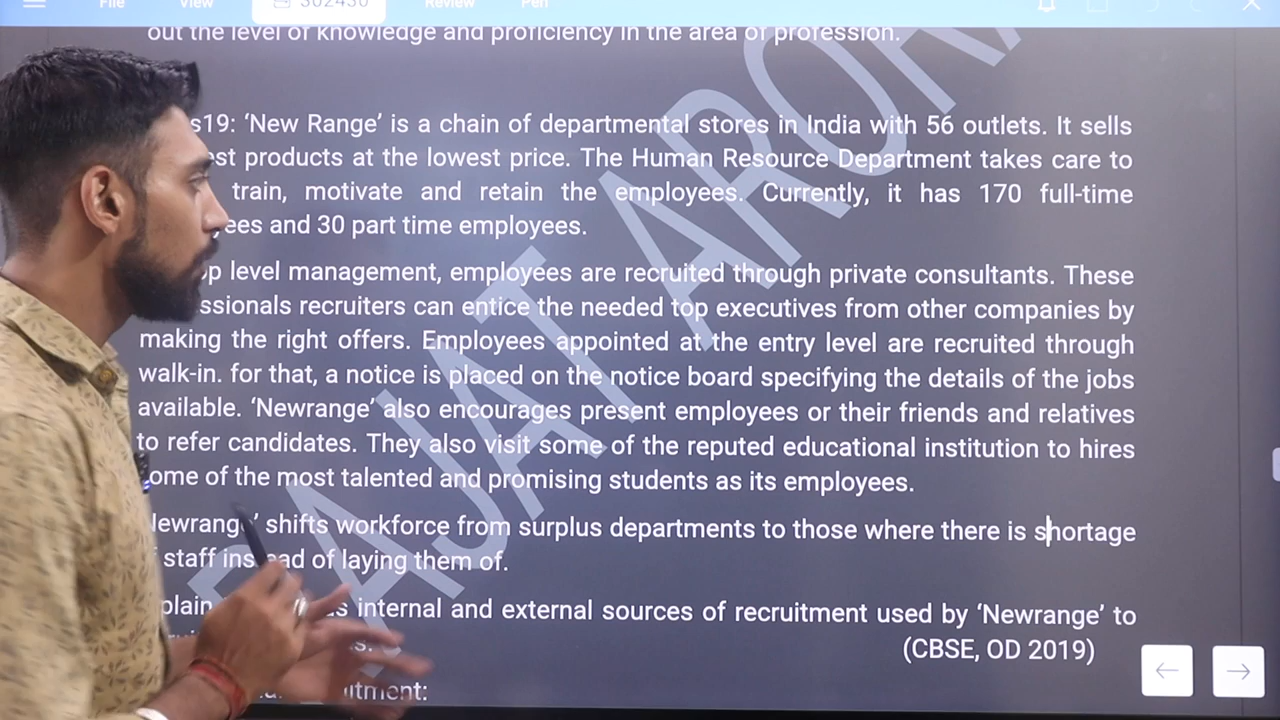 File View S02430 Review Pen
out the level of knowledge and proficiency in the area of profession.
s19: ‘New Range’ is a chain of departmental stores in India with 56 outlets. It sells
est products at the lowest price. The Human Resource Department takes care to
train, motivate and retain the employees. Currently, it has 170 full-time
yees and 30 part time employees.
op level management, employees are recruited through private consultants. These
ssionals recruiters can entice the needed top executives from other companies by
making the right offers. Employees appointed at the entry level are recruited through
walk-in. for that, a notice is placed on the notice board specifying the details of the jobs
available. ‘Newrange’ also encourages present employees or their friends and relatives
to refer candidates. They also visit some of the reputed educational institution to hires
some of the most talented and promising students as its employees.
Newrange’ shifts workforce from surplus departments to those where there is shortage
staff instead of laying them of.
plain internal and external sources of recruitment used by ‘Newrange’ to
(CBSE, OD 2019)
itment:
RAJAT ARORA